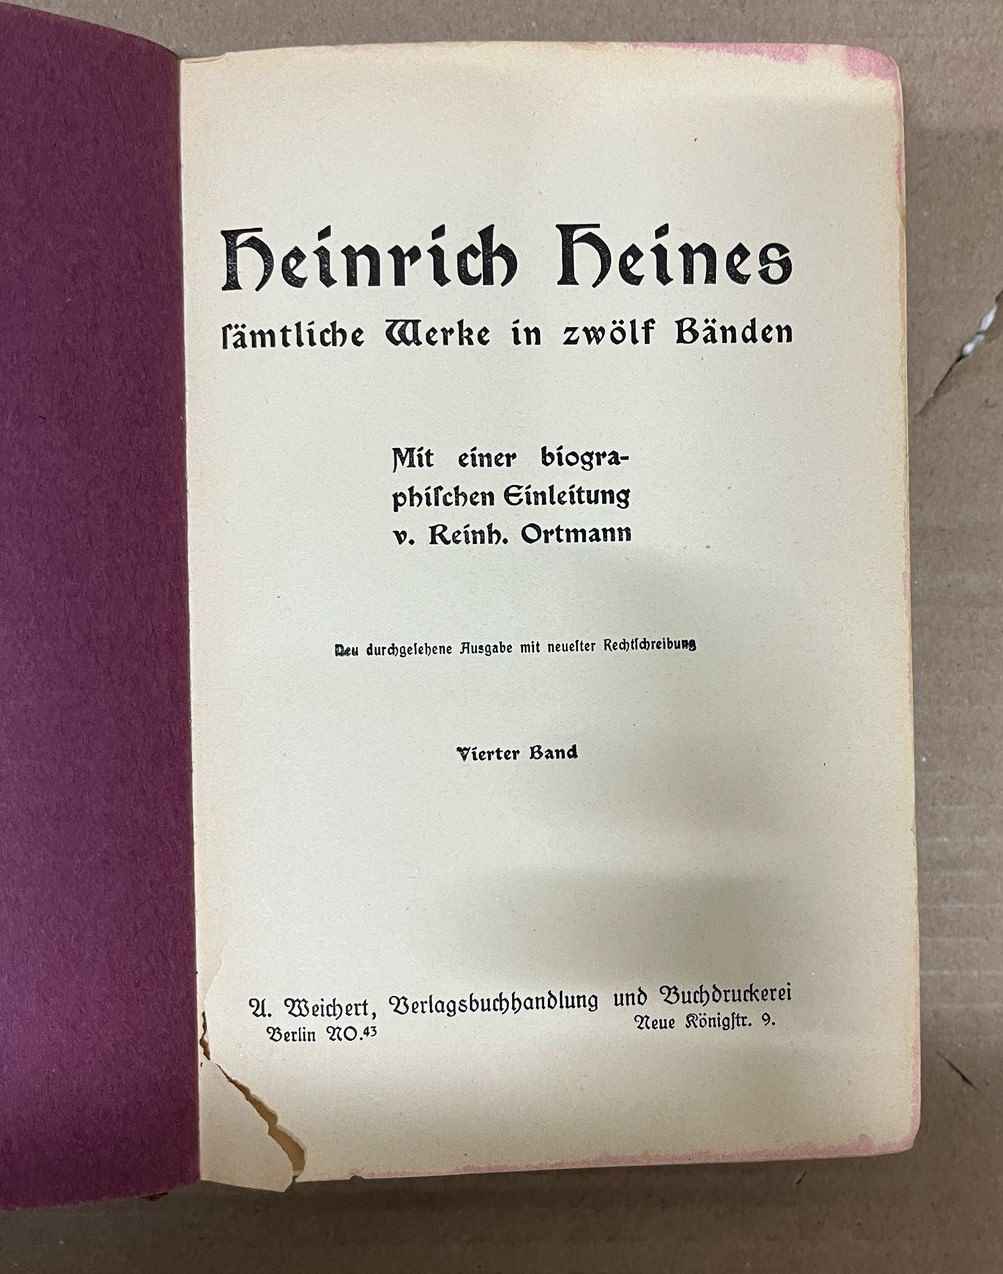 Heinrich Heines
ſämtliche Werke in zwölf Bänden
Mit einer biogra-
phiſchen Einleitung
v. Reinh. Ortmann
Neu durchgeſehene Ausgabe mit neueſter Rechtſchreibung
Vierter Band
A. Weichert, Verlagsbuchhandlung und Buchdruckerei
Berlin NO.43 Neue Königſtr. 9.